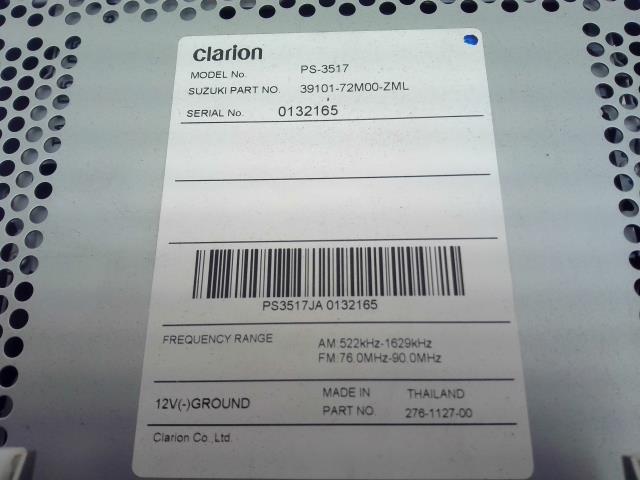 clarion
MODEL No. PS-3517
SUZUKI PART NO. 39101-72M00-ZML
SERIAL No. 0132165
PS3517JA 0132165
FREQUENCY RANGE AM:522kHz-1629kHz
FM:76.0MHz-90.0MHz
12V(-)GROUND MADE IN THAILAND
PART NO. 276-1127-00
Clarion Co.,Ltd.